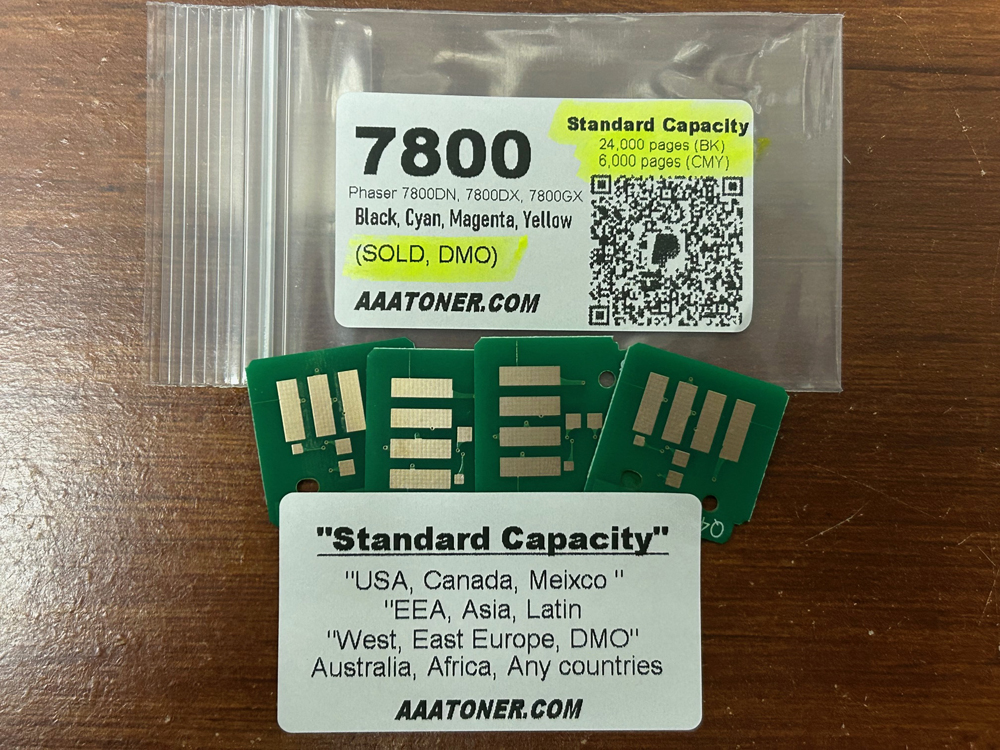 7800
Standard Capacity
24,000 pages (BK)
6,000 pages (CMY)
Phaser 7800DN, 7800DX, 7800GX
Black, Cyan, Magenta, Yellow
(SOLD, DMO)
AAATONER.COM
Q4
"Standard Capacity"
"USA, Canada, Meixco "
"EEA, Asia, Latin
"West, East Europe, DMO"
Australia, Africa, Any countries
AAATONER.COM